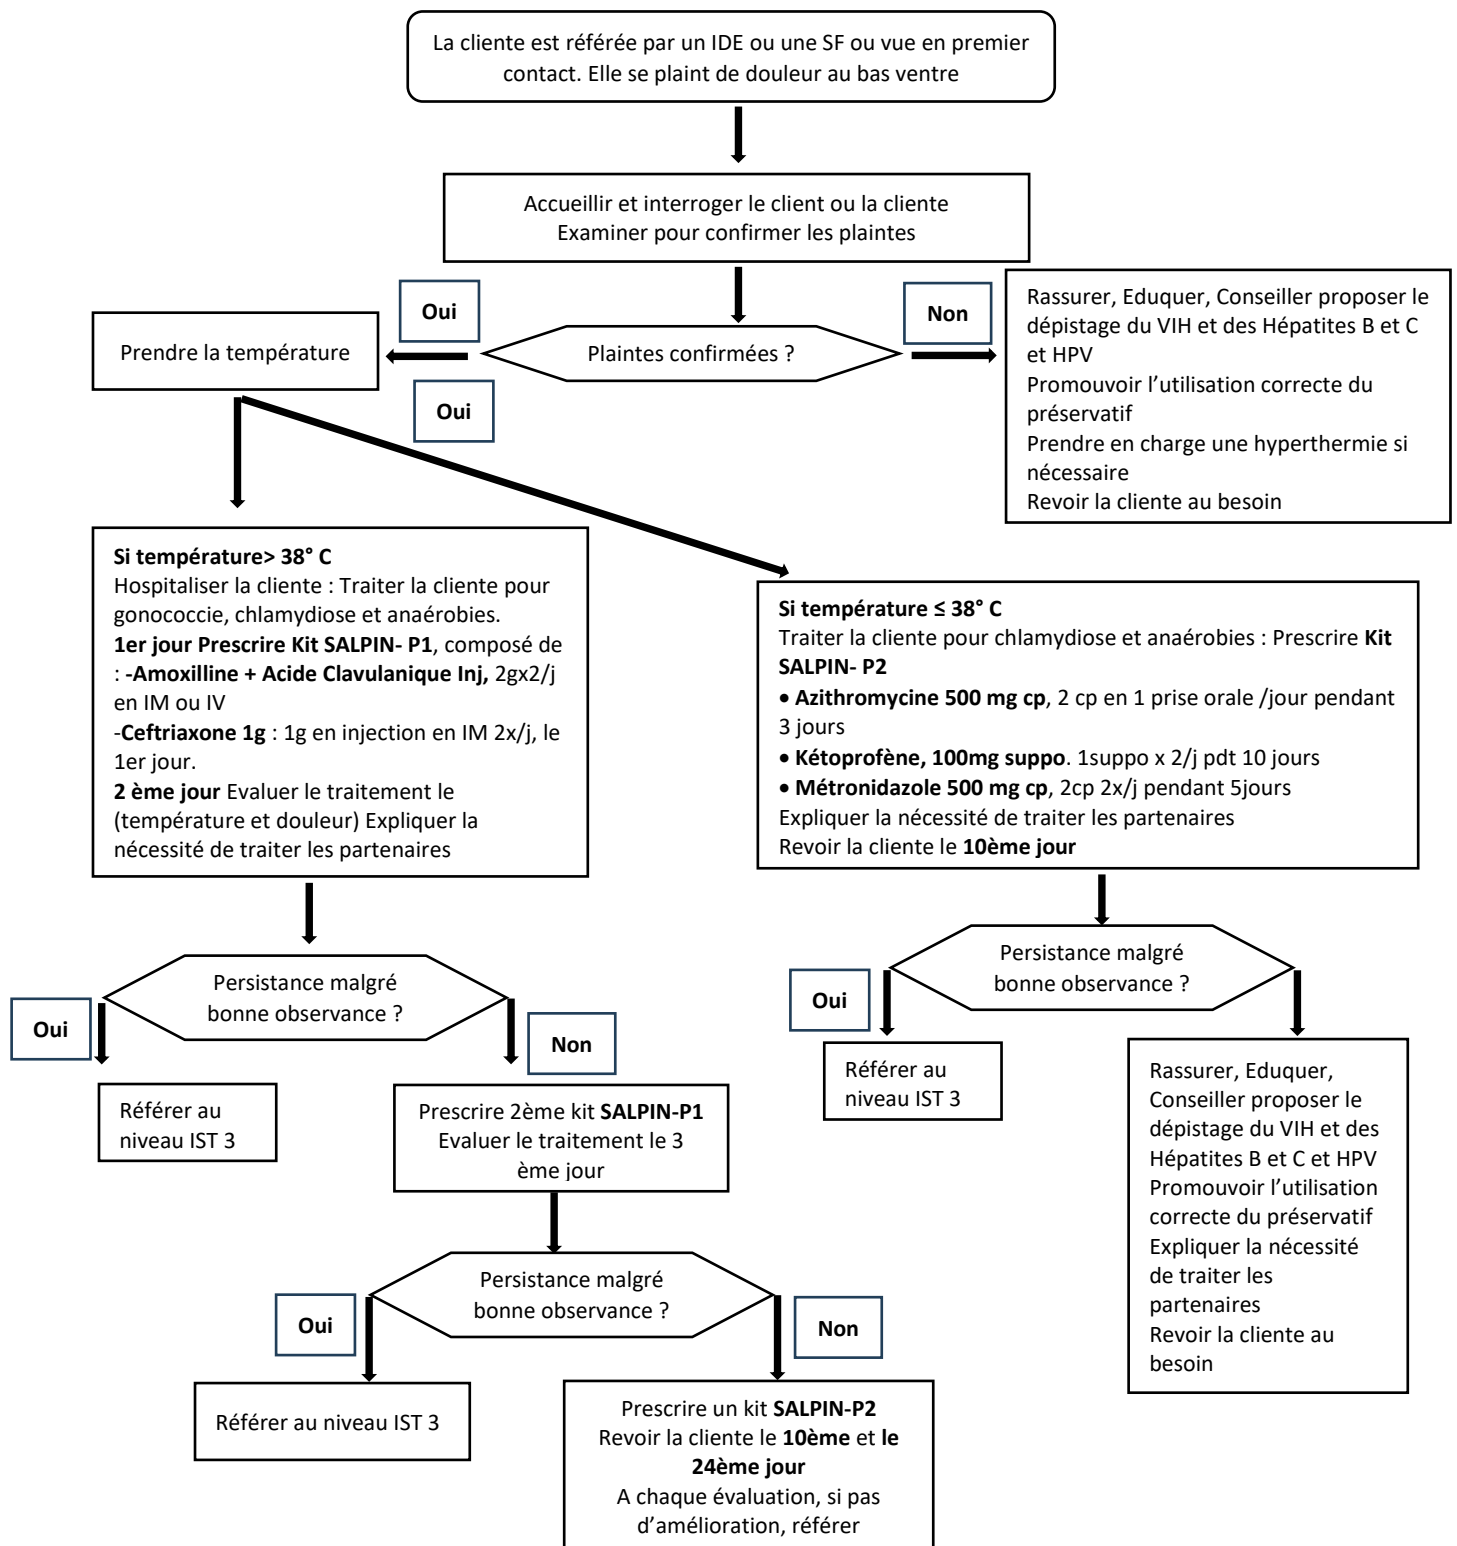 La cliente est référée par un IDE ou une SF ou vue en premier
contact. Elle se plaint de douleur au bas ventre
Accueillir et interroger le client ou la cliente
Examiner pour confirmer les plaintes
Oui
Non
Prendre la température
Plaintes confirmées ?
Oui
Rassurer, Eduquer, Conseiller proposer le
dépistage du VIH et des Hépatites B et C
et HPV
Promouvoir l’utilisation correcte du
préservatif
Prendre en charge une hyperthermie si
nécessaire
Revoir la cliente au besoin
Si température> 38° C
Hospitaliser la cliente : Traiter la cliente pour
gonococcie, chlamydiose et anaérobies.
1er jour Prescrire Kit SALPIN- P1, composé de
: -Amoxilline + Acide Clavulanique Inj, 2gx2/j
en IM ou IV
-Ceftriaxone 1g : 1g en injection en IM 2x/j, le
1er jour.
2 ème jour Evaluer le traitement le
(température et douleur) Expliquer la
nécessité de traiter les partenaires
Si température ≤ 38° C
Traiter la cliente pour chlamydiose et anaérobies : Prescrire Kit
SALPIN- P2
• Azithromycine 500 mg cp, 2 cp en 1 prise orale /jour pendant
3 jours
• Kétoprofène, 100mg suppo. 1suppo x 2/j pdt 10 jours
• Métronidazole 500 mg cp, 2cp 2x/j pendant 5jours
Expliquer la nécessité de traiter les partenaires
Revoir la cliente le 10ème jour
Persistance malgré
bonne observance ?
Oui
Non
Référer au
niveau IST 3
Prescrire 2ème kit SALPIN-P1
Evaluer le traitement le 3
ème jour
Persistance malgré
bonne observance ?
Oui
Référer au
niveau IST 3
Rassurer, Eduquer,
Conseiller proposer le
dépistage du VIH et des
Hépatites B et C et HPV
Promouvoir l’utilisation
correcte du préservatif
Expliquer la nécessité
de traiter les
partenaires
Revoir la cliente au
besoin
Persistance malgré
bonne observance ?
Oui
Non
Référer au niveau IST 3
Prescrire un kit SALPIN-P2
Revoir la cliente le 10ème et le
24ème jour
A chaque évaluation, si pas
d’amélioration, référer